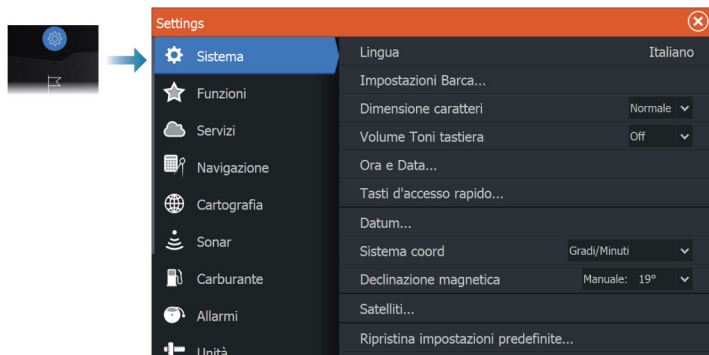 Settings
Sistema
Funzioni
Servizi
Navigazione
Cartografia
Sonar
Carburante
Allarmi
Unità
Lingua Italiano
Impostazioni Barca...
Dimensione caratteri Normale
Volume Toni tastiera Off
Ora e Data...
Tasti d'accesso rapido...
Datum...
Sistema coord Gradi/Minuti
Declinazione magnetica Manuale: 19°
Satelliti...
Ripristina impostazioni predefinite...